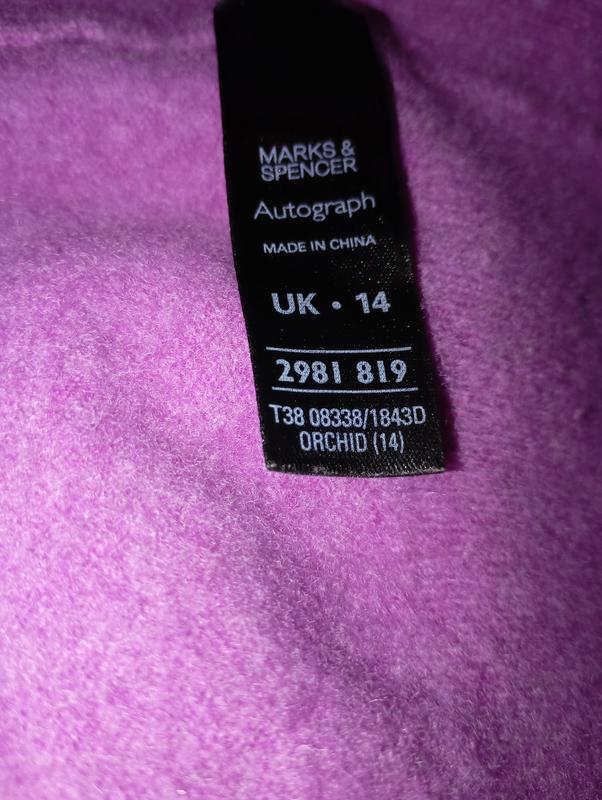 MARKS &
SPENCER
Autograph
MADE IN CHINA
UK • 14
2981 819
T38 08338/1843D
ORCHID (14)